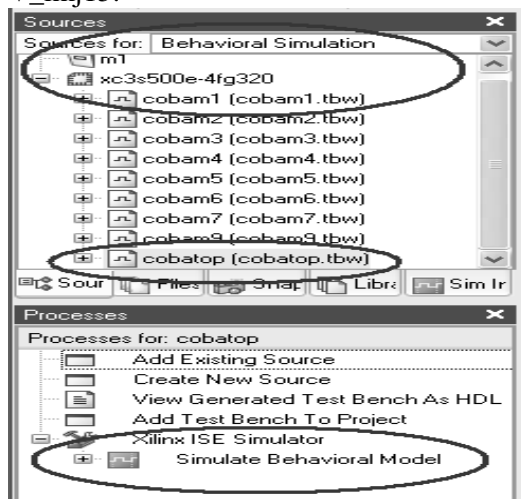 Sources
Sources for: Behavioral Simulation
m1
xc3s500e-4fg320
cobam1 (cobam1.tbw)
cobam2 (cobam2.tbw)
cobam3 (cobam3.tbw)
cobam4 (cobam4.tbw)
cobam5 (cobam5.tbw)
cobam6 (cobam6.tbw)
cobam7 (cobam7.tbw)
cobam9 (cobam9.tbw)
cobatop (cobatop.tbw)
Sour Files Snap Libra Sim Ir
Processes
Processes for: cobatop
Add Existing Source
Create New Source
View Generated Test Bench As HDL
Add Test Bench To Project
Xilinx ISE Simulator
Simulate Behavioral Model